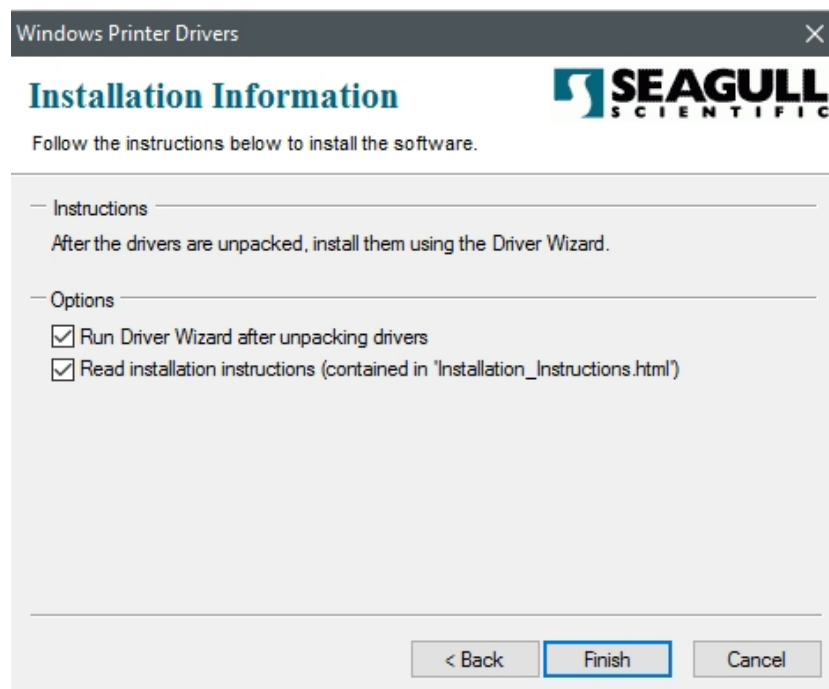 Windows Printer Drivers
Installation Information
SEAGULL
SCIENTIFIC
Follow the instructions below to install the software.
Instructions
After the drivers are unpacked, install them using the Driver Wizard.
Options
Run Driver Wizard after unpacking drivers
Read installation instructions (contained in 'Installation_Instructions.html')
< Back
Finish
Cancel